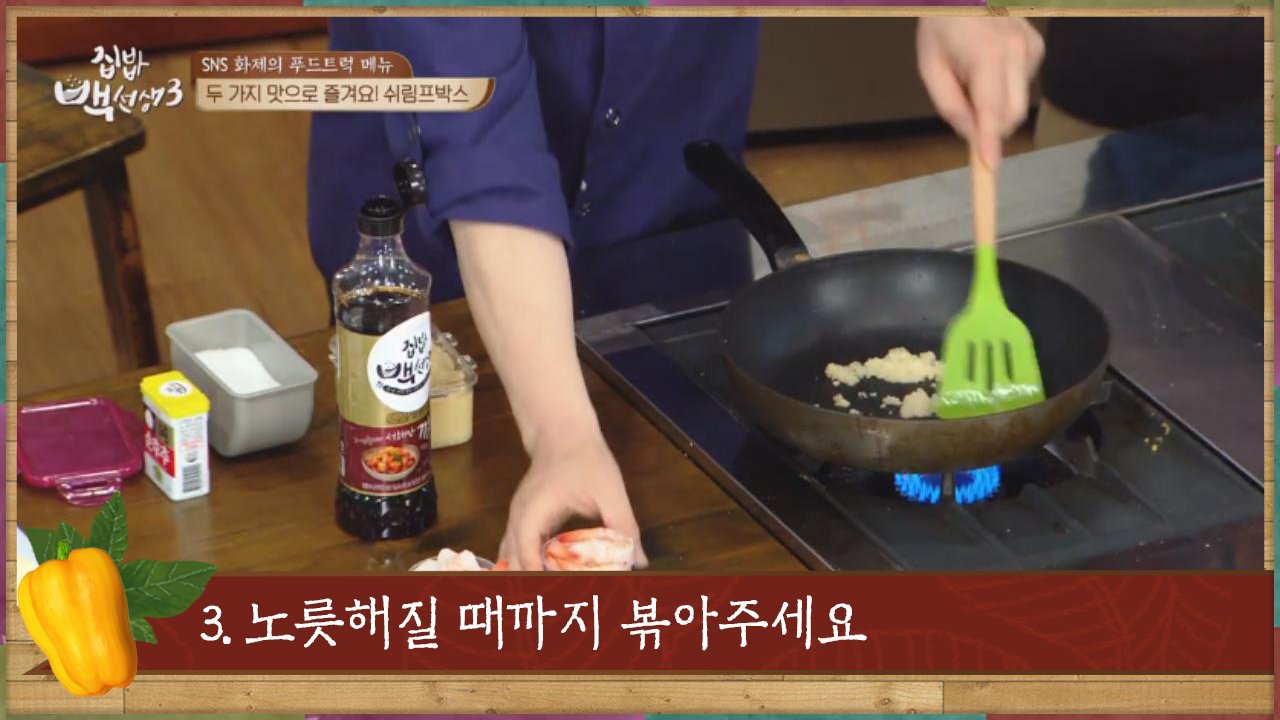 집밥
백선생3
SNS 화제의 푸드트럭 메뉴
두 가지 맛으로 즐겨요! 쉬림프박스
집밥
백선생
3. 노릇해질 때까지 볶아주세요